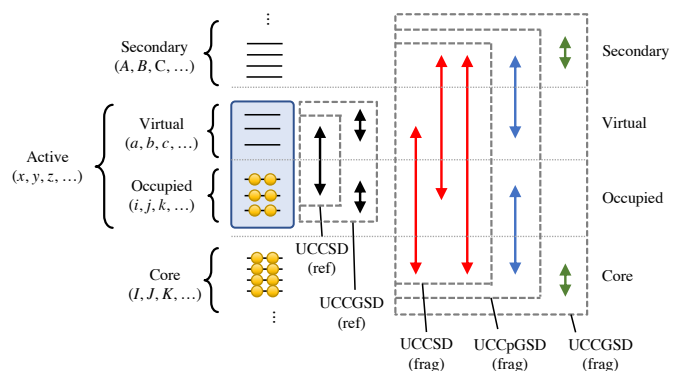 ⋮
Secondary
(A, B, C, …)
Virtual
(a, b, c, …)
Active
(x, y, z, …)
Occupied
(i, j, k, …)
Core
(I, J, K, …)
⋮
UCCSD
(ref)
UCCGSD
(ref)
Secondary
Virtual
Occupied
Core
UCCSD
(frag)
UCCpGSD
(frag)
UCCGSD
(frag)